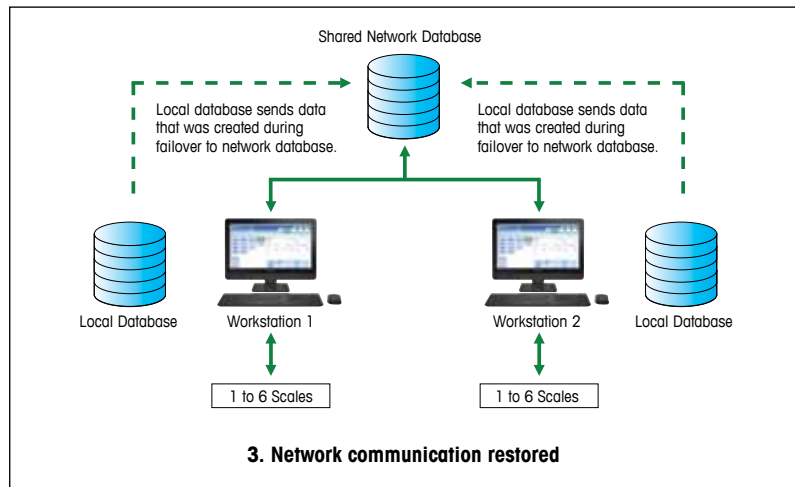 Shared Network Database
Local database sends data
that was created during
failover to network database.
Local database sends data
that was created during
failover to network database.
Local Database
Workstation 1
Workstation 2
Local Database
1 to 6 Scales
1 to 6 Scales
3. Network communication restored